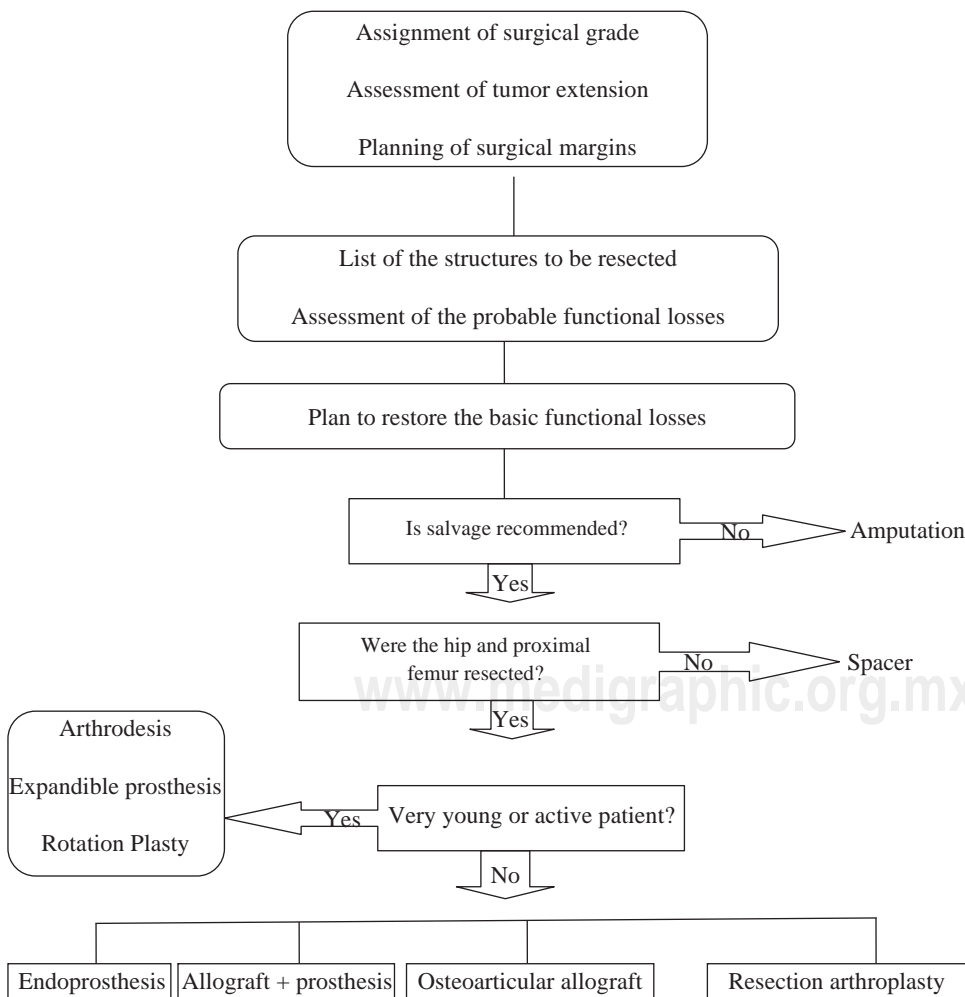 Assignment of surgical grade
Assessment of tumor extension
Planning of surgical margins
List of the structures to be resected
Assessment of the probable functional losses
Plan to restore the basic functional losses
Is salvage recommended?
No
Amputation
Yes
Were the hip and proximal
femur resected?
No
Spacer
www.medigraphic.org.mx
Yes
Arthrodesis
Expandible prosthesis
Rotation Plasty
Yes
Very young or active patient?
No
Endoprosthesis
Allograft + prosthesis
Osteoarticular allograft
Resection arthroplasty